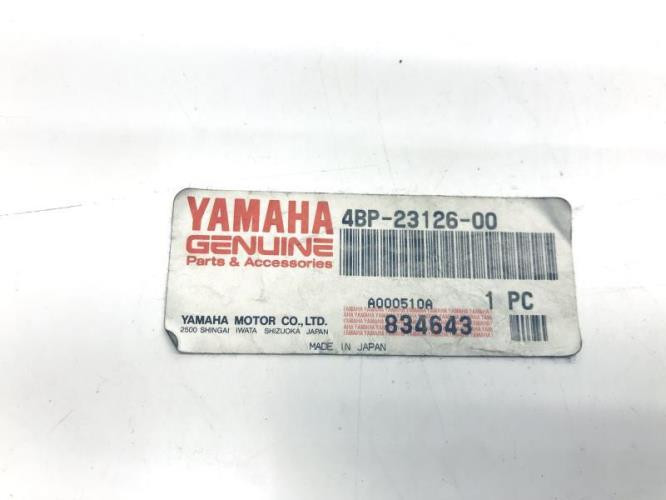 YAMAHA
GENUINE
Parts & Accessories
4BP-23126-00
A000510A
1 PC
YAMAHA MOTOR CO., LTD.
2500 SHINGAI IWATA SHIZUOKA JAPAN
834643
MADE IN JAPAN